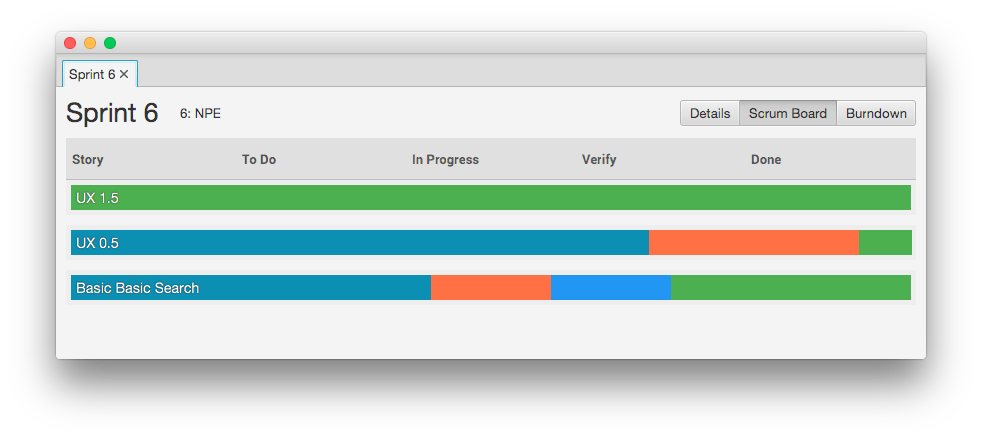 Sprint 6 ✕
Sprint 6 6: NPE Details Scrum Board Burndown
Story To Do In Progress Verify Done
UX 1.5
UX 0.5
Basic Basic Search